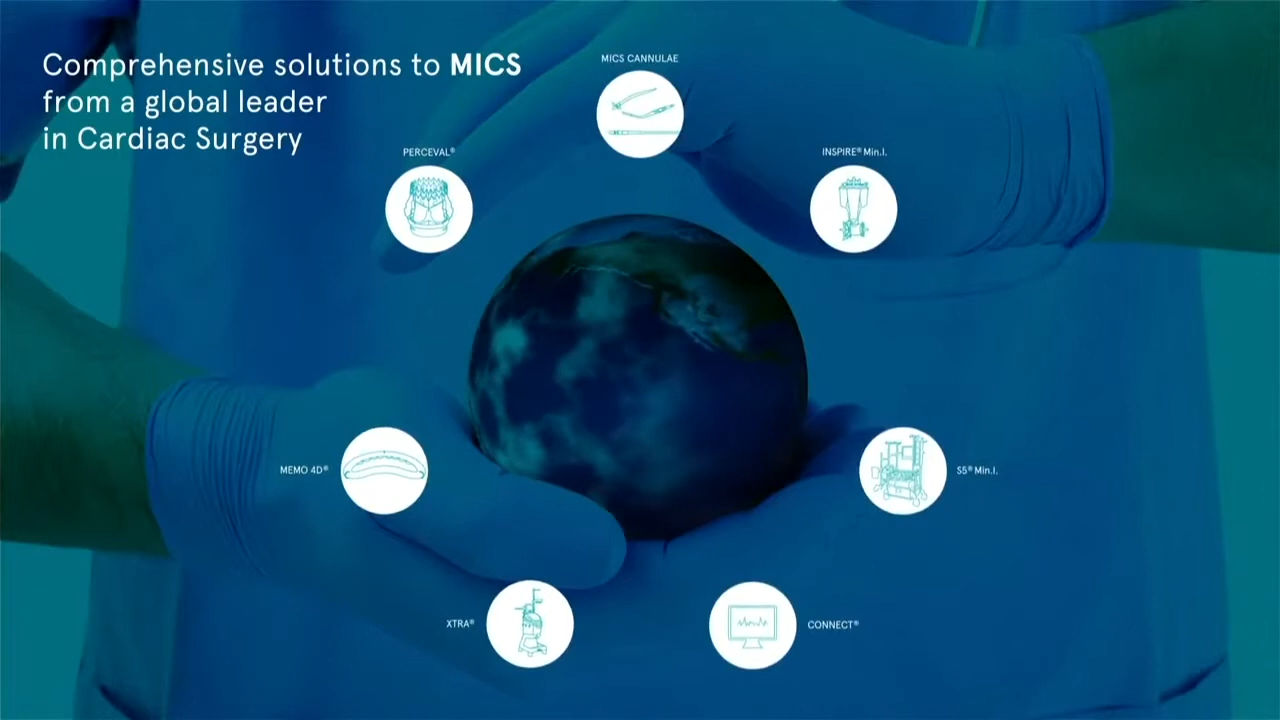 Comprehensive solutions to MICS
from a global leader
in Cardiac Surgery
MICS CANNULAE
PERCEVAL®
INSPIRE® Min.I.
MEMO 4D®
S5® Min.I.
XTRA®
CONNECT®